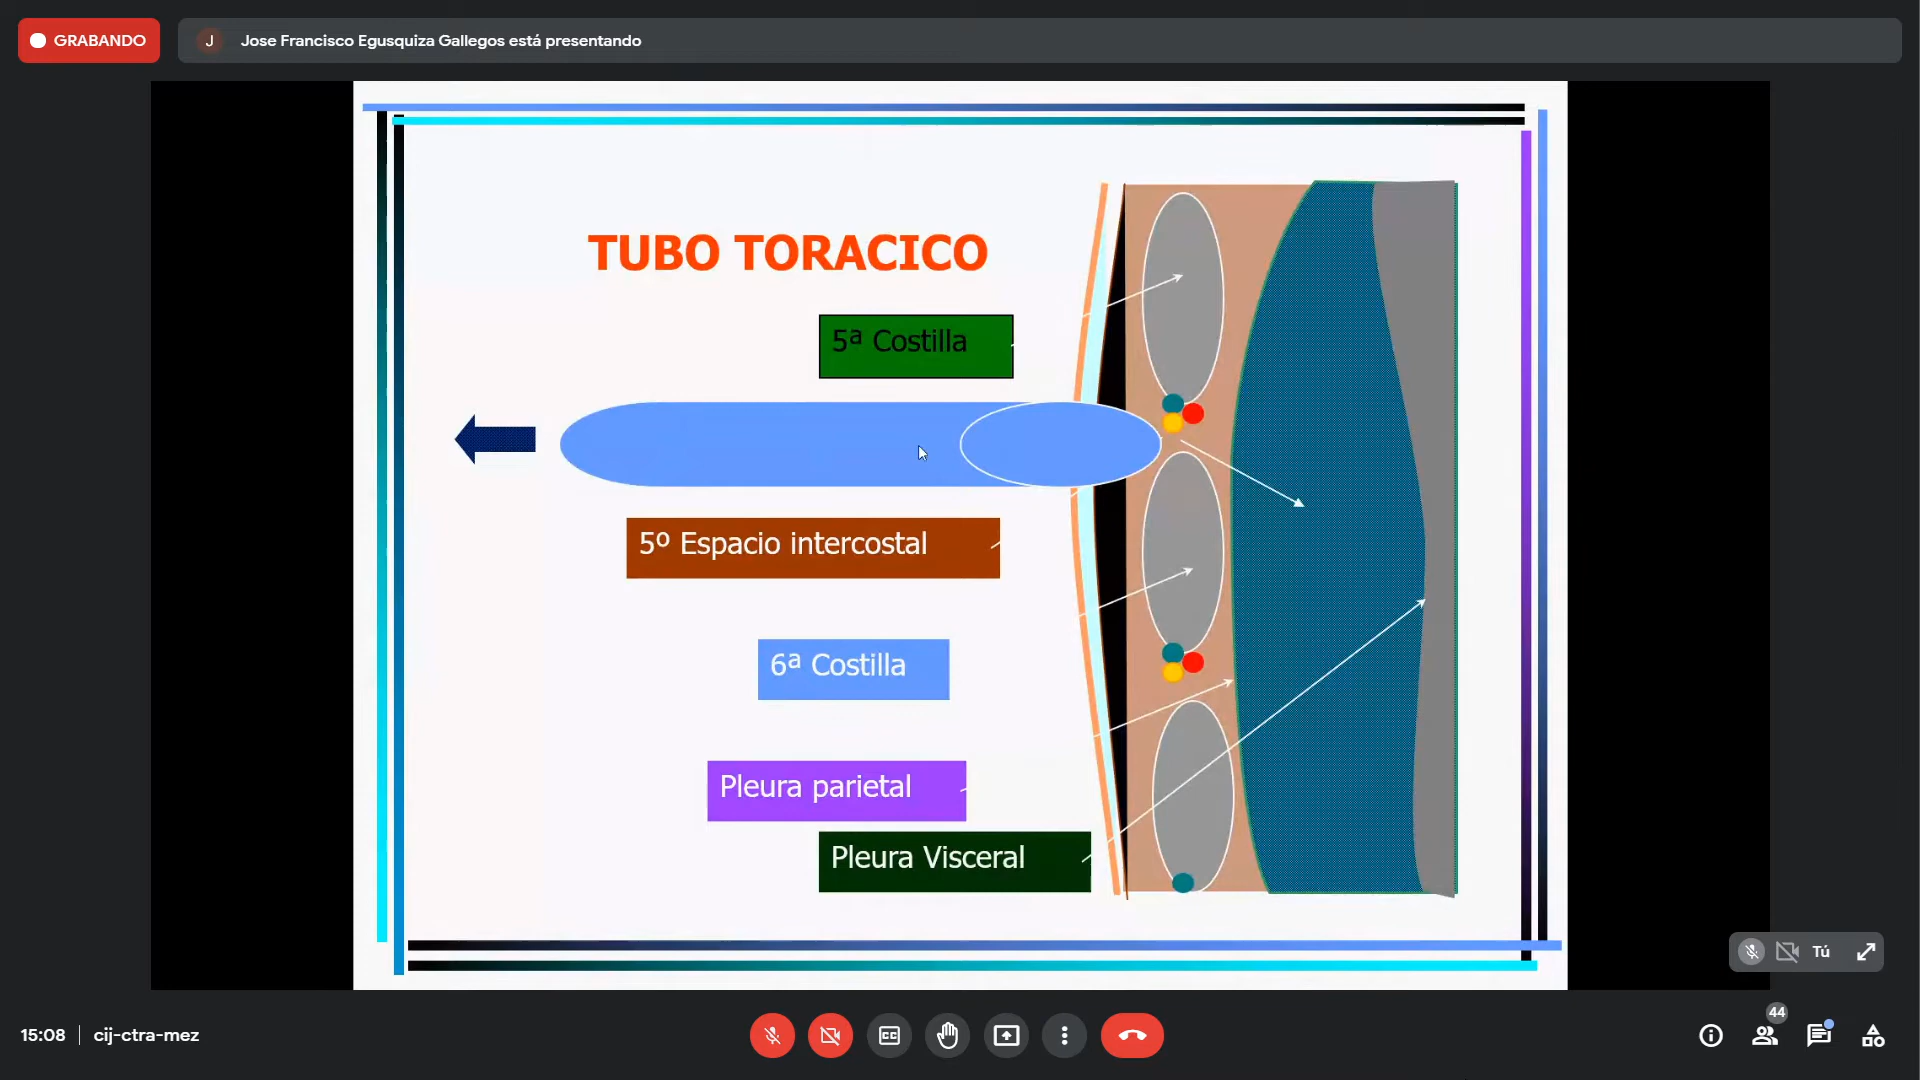 GRABANDO
J
Jose Francisco Egusquiza Gallegos está presentando
TUBO TORACICO
5ª Costilla
5º Espacio intercostal
6ª Costilla
Pleura parietal
Pleura Visceral
Tú
15:08
cij-ctra-mez
CC
44